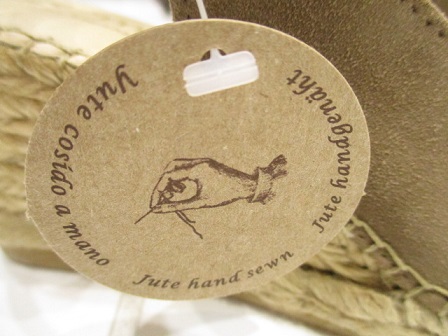 Yute cosido a mano
Jute hand sewn
Jute handgenäht